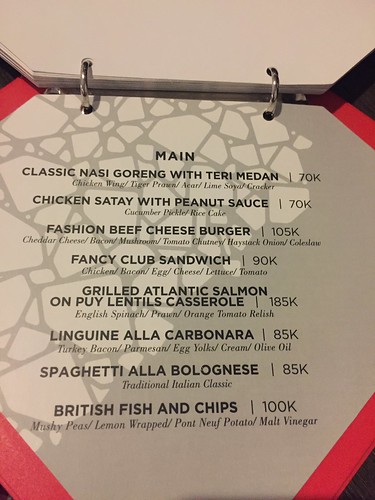 MAIN
CLASSIC NASI GORENG WITH TERI MEDAN | 70K
Chicken Wing/ Tiger Prawn/ Acar/ Lime Soya/ Cracker
CHICKEN SATAY WITH PEANUT SAUCE | 70K
Cucumber Pickle/ Rice Cake
FASHION BEEF CHEESE BURGER | 105K
Cheddar Cheese/ Bacon/ Mushroom/ Tomato Chutney/ Haystack Onion/ Coleslaw
FANCY CLUB SANDWICH | 90K
Chicken/ Bacon/ Egg/ Cheese/ Lettuce/ Tomato
GRILLED ATLANTIC SALMON
ON PUY LENTILS CASSEROLE | 185K
English Spinach/ Prawn/ Orange Tomato Relish
LINGUINE ALLA CARBONARA | 85K
Turkey Bacon/ Parmesan/ Egg Yolks/ Cream/ Olive Oil
SPAGHETTI ALLA BOLOGNESE | 85K
Traditional Italian Classic
BRITISH FISH AND CHIPS | 100K
Mushy Peas/ Lemon Wrapped/ Pont Neuf Potato/ Malt Vinegar